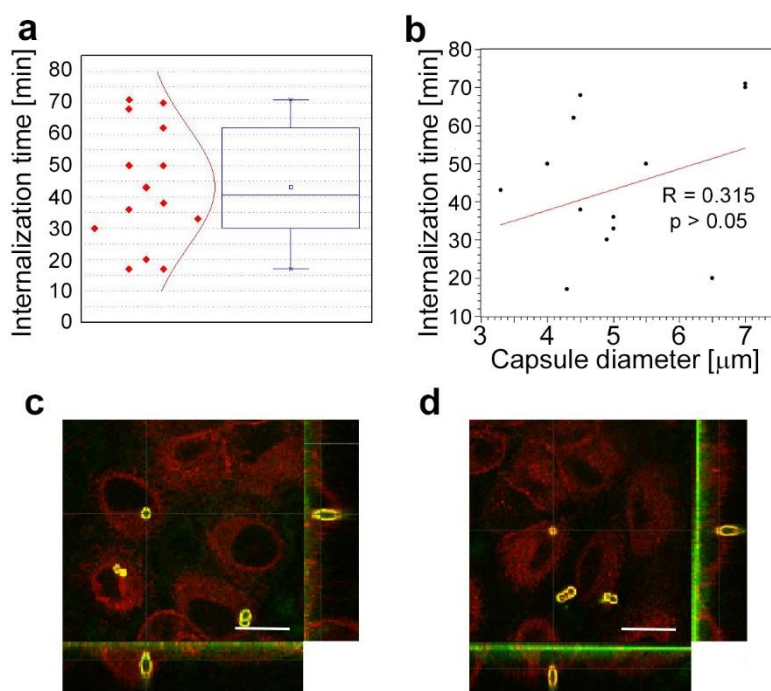 a
Internalization time [min]
80
70
60
50
40
30
20
10
0
b
Internalization time [min]
80
70
60
50
40
30
20
10
R = 0.315
p > 0.05
3 4 5 6 7
Capsule diameter [μm]
c
d